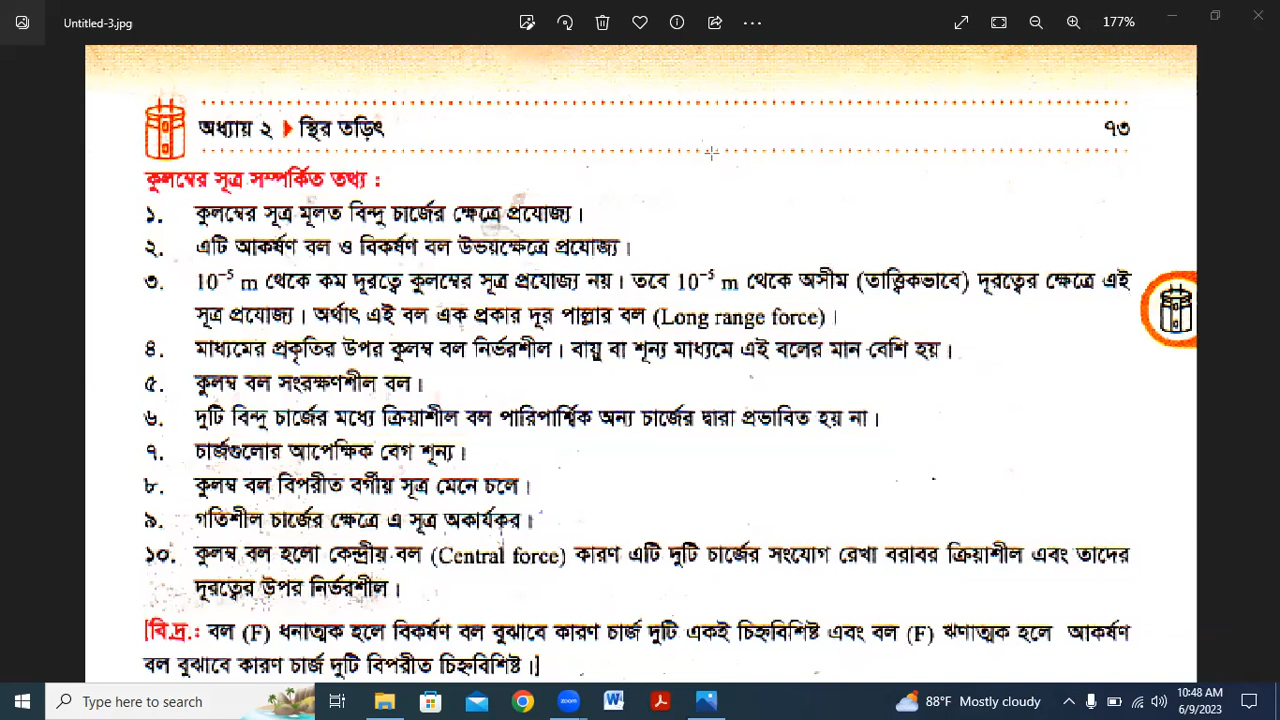 Untitled-3.jpg
177%
অধ্যায় ২ স্থির তড়িৎ ৭৩
কুলম্বের সূত্র সম্পর্কিত তথ্য :
১. কুলম্বের সূত্র মূলত বিন্দু চার্জের ক্ষেত্রে প্রযোজ্য।
২. এটি আকর্ষণ বল ও বিকর্ষণ বল উভয়ক্ষেত্রে প্রযোজ্য।
৩. 10⁻⁵ m থেকে কম দূরত্বে কুলম্বের সূত্র প্রযোজ্য নয়। তবে 10⁻⁵ m থেকে অসীম (তাত্ত্বিকভাবে) দূরত্বের ক্ষেত্রে এই
সূত্র প্রযোজ্য। অর্থাৎ এই বল এক প্রকার দূর পাল্লার বল (Long range force)।
৪. মাধ্যমের প্রকৃতির উপর কুলম্ব বল নির্ভরশীল। বায়ু বা শূন্য মাধ্যমে এই বলের মান বেশি হয়।
৫. কুলম্ব বল সংরক্ষণশীল বল।
৬. দুটি বিন্দু চার্জের মধ্যে ক্রিয়াশীল বল পারিপার্শ্বিক অন্য চার্জের দ্বারা প্রভাবিত হয় না।
৭. চার্জগুলোর আপেক্ষিক বেগ শূন্য।
৮. কুলম্ব বল বিপরীত বর্গীয় সূত্র মেনে চলে।
৯. গতিশীল চার্জের ক্ষেত্রে এ সূত্র অকার্যকর।
১০. কুলম্ব বল হলো কেন্দ্রীয় বল (Central force) কারণ এটি দুটি চার্জের সংযোগ রেখা বরাবর ক্রিয়াশীল এবং তাদের
দূরত্বের উপর নির্ভরশীল।
[বি.দ্র.: বল (F) ধনাত্মক হলে বিকর্ষণ বল বুঝাবে কারণ চার্জ দুটি একই চিহ্নবিশিষ্ট এবং বল (F) ঋণাত্মক হলে আকর্ষণ
বল বুঝাবে কারণ চার্জ দুটি বিপরীত চিহ্নবিশিষ্ট।]
Type here to search
zoom
88°F Mostly cloudy
10:48 AM
6/9/2023